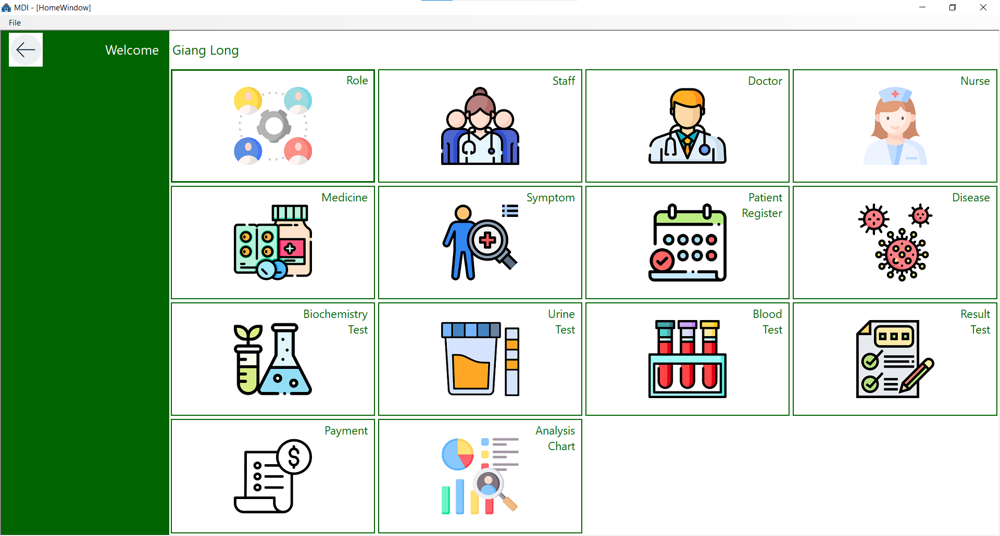 MDI - [HomeWindow]
File
Welcome
Giang Long
Role
Staff
Doctor
Nurse
Medicine
Symptom
Patient
Register
Disease
Biochemistry
Test
Urine
Test
Blood
Test
Result
Test
Payment
$
Analysis
Chart